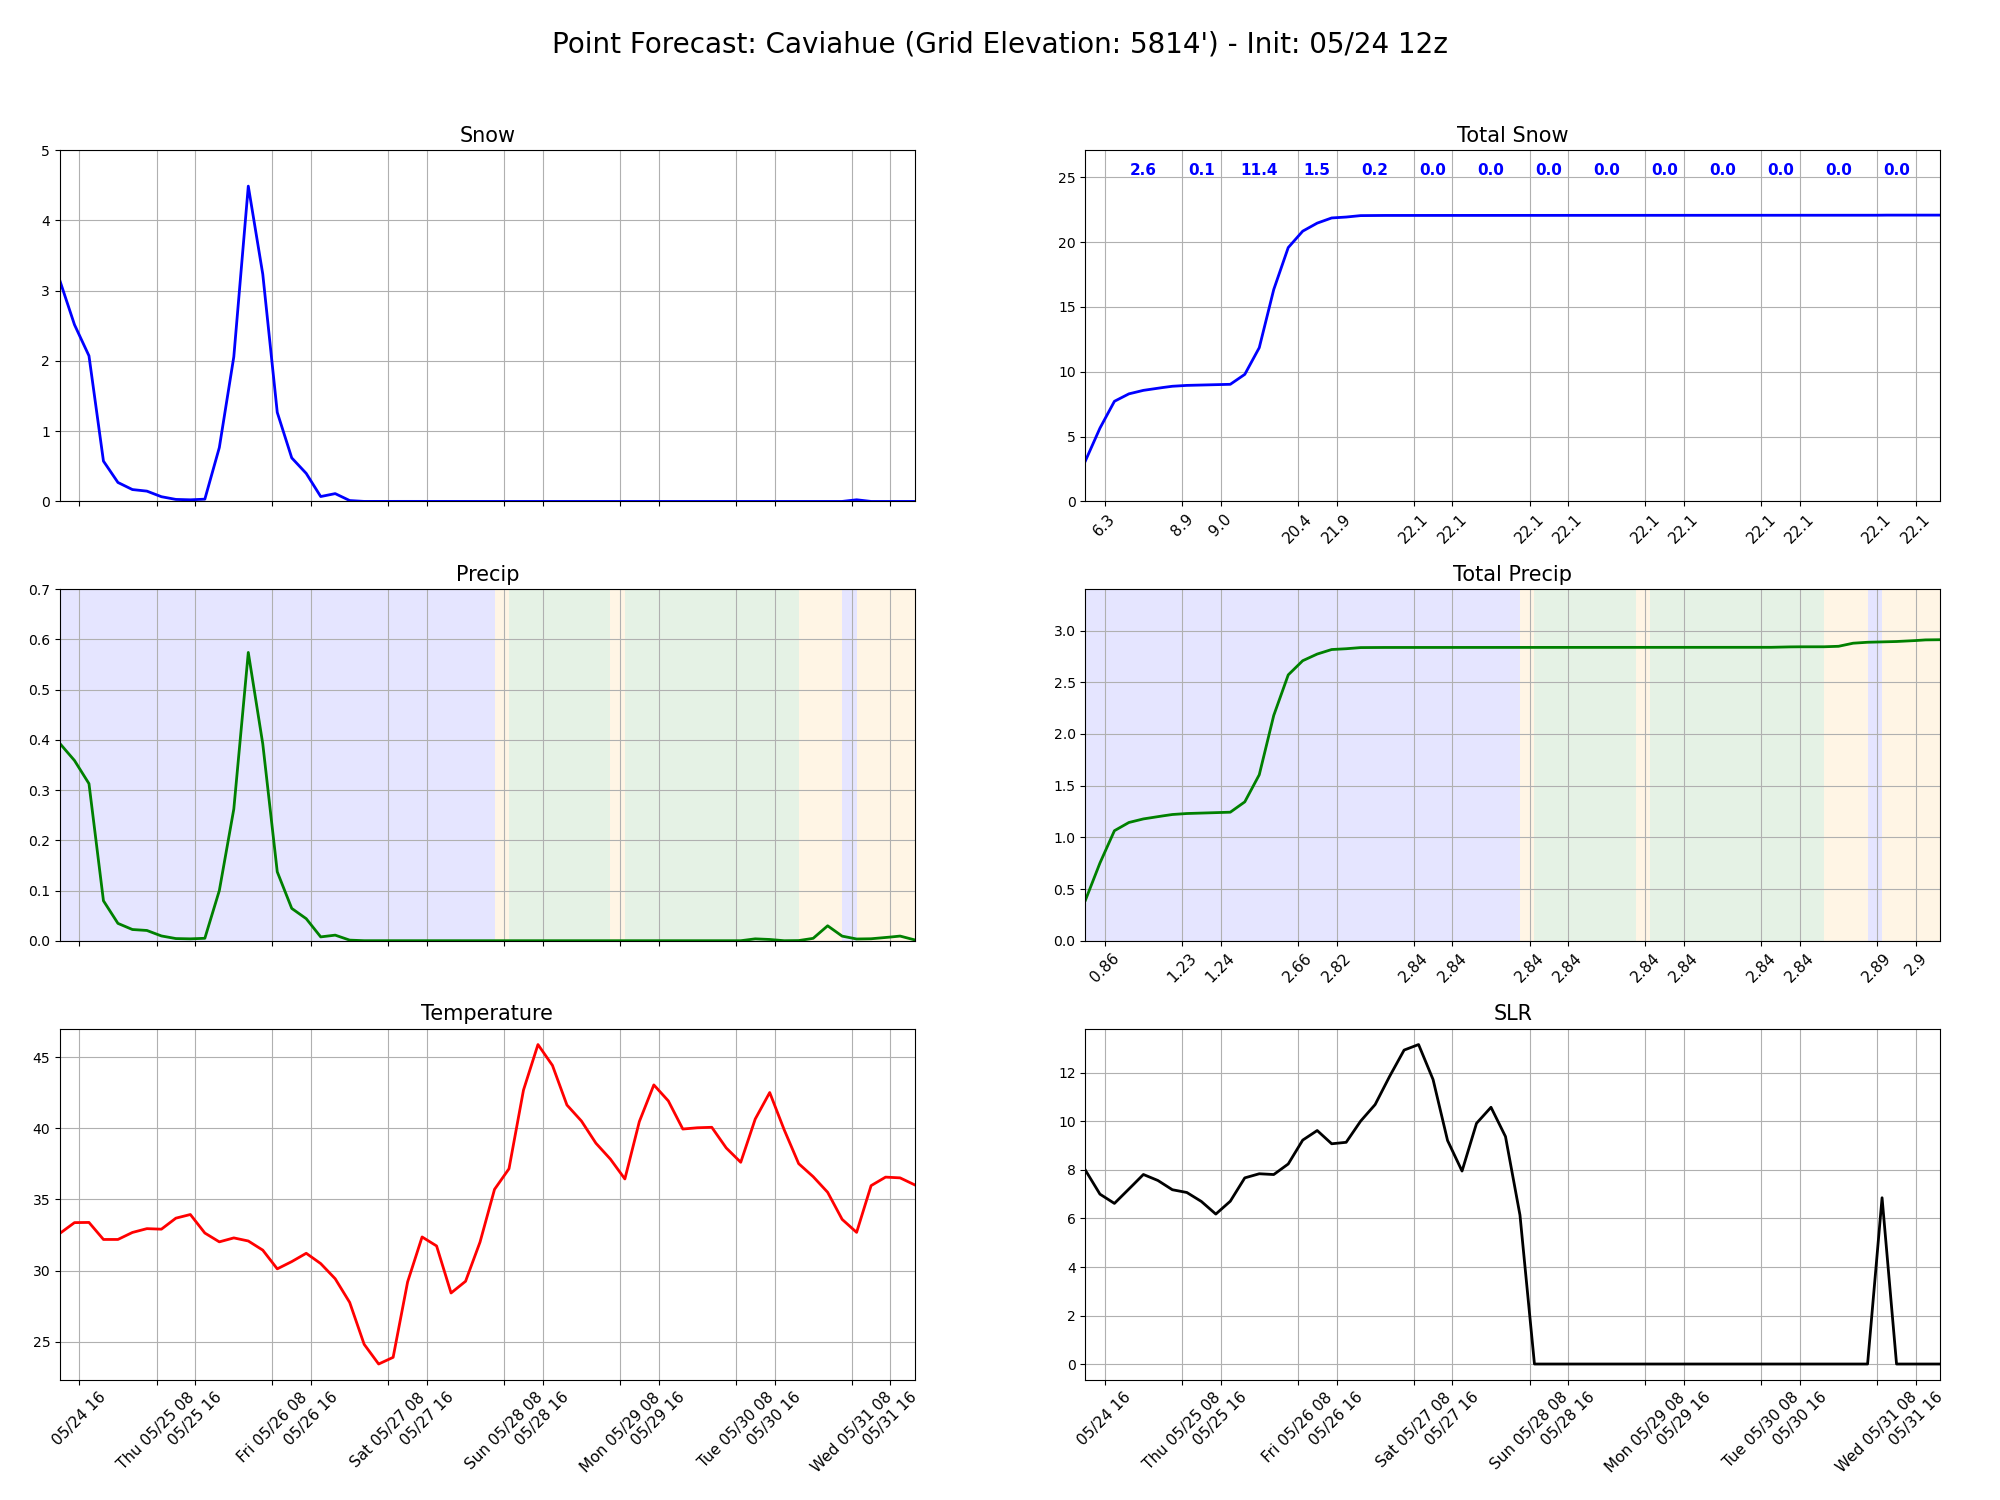 Point Forecast: Caviahue (Grid Elevation: 5814') - Init: 05/24 12z
Snow
5
4
3
2
1
0
Total Snow
2.6 0.1 11.4 1.5 0.2 0.0 0.0 0.0 0.0 0.0 0.0 0.0 0.0 0.0
25
20
15
10
5
0
6.3 8.9 9.0 20.4 21.9 22.1 22.1 22.1 22.1 22.1 22.1 22.1 22.1 22.1 22.1
Precip
0.7
0.6
0.5
0.4
0.3
0.2
0.1
0.0
Total Precip
3.0
2.5
2.0
1.5
1.0
0.5
0.0
0.86 1.23 1.24 2.66 2.82 2.84 2.84 2.84 2.84 2.84 2.84 2.84 2.84 2.89 2.9
Temperature
45
40
35
30
25
05/24 16
Thu 05/25 08
05/25 16
Fri 05/26 08
05/26 16
Sat 05/27 08
05/27 16
Sun 05/28 08
05/28 16
Mon 05/29 08
05/29 16
Tue 05/30 08
05/30 16
Wed 05/31 08
05/31 16
SLR
12
10
8
6
4
2
0
05/24 16
Thu 05/25 08
05/25 16
Fri 05/26 08
05/26 16
Sat 05/27 08
05/27 16
Sun 05/28 08
05/28 16
Mon 05/29 08
05/29 16
Tue 05/30 08
05/30 16
Wed 05/31 08
05/31 16